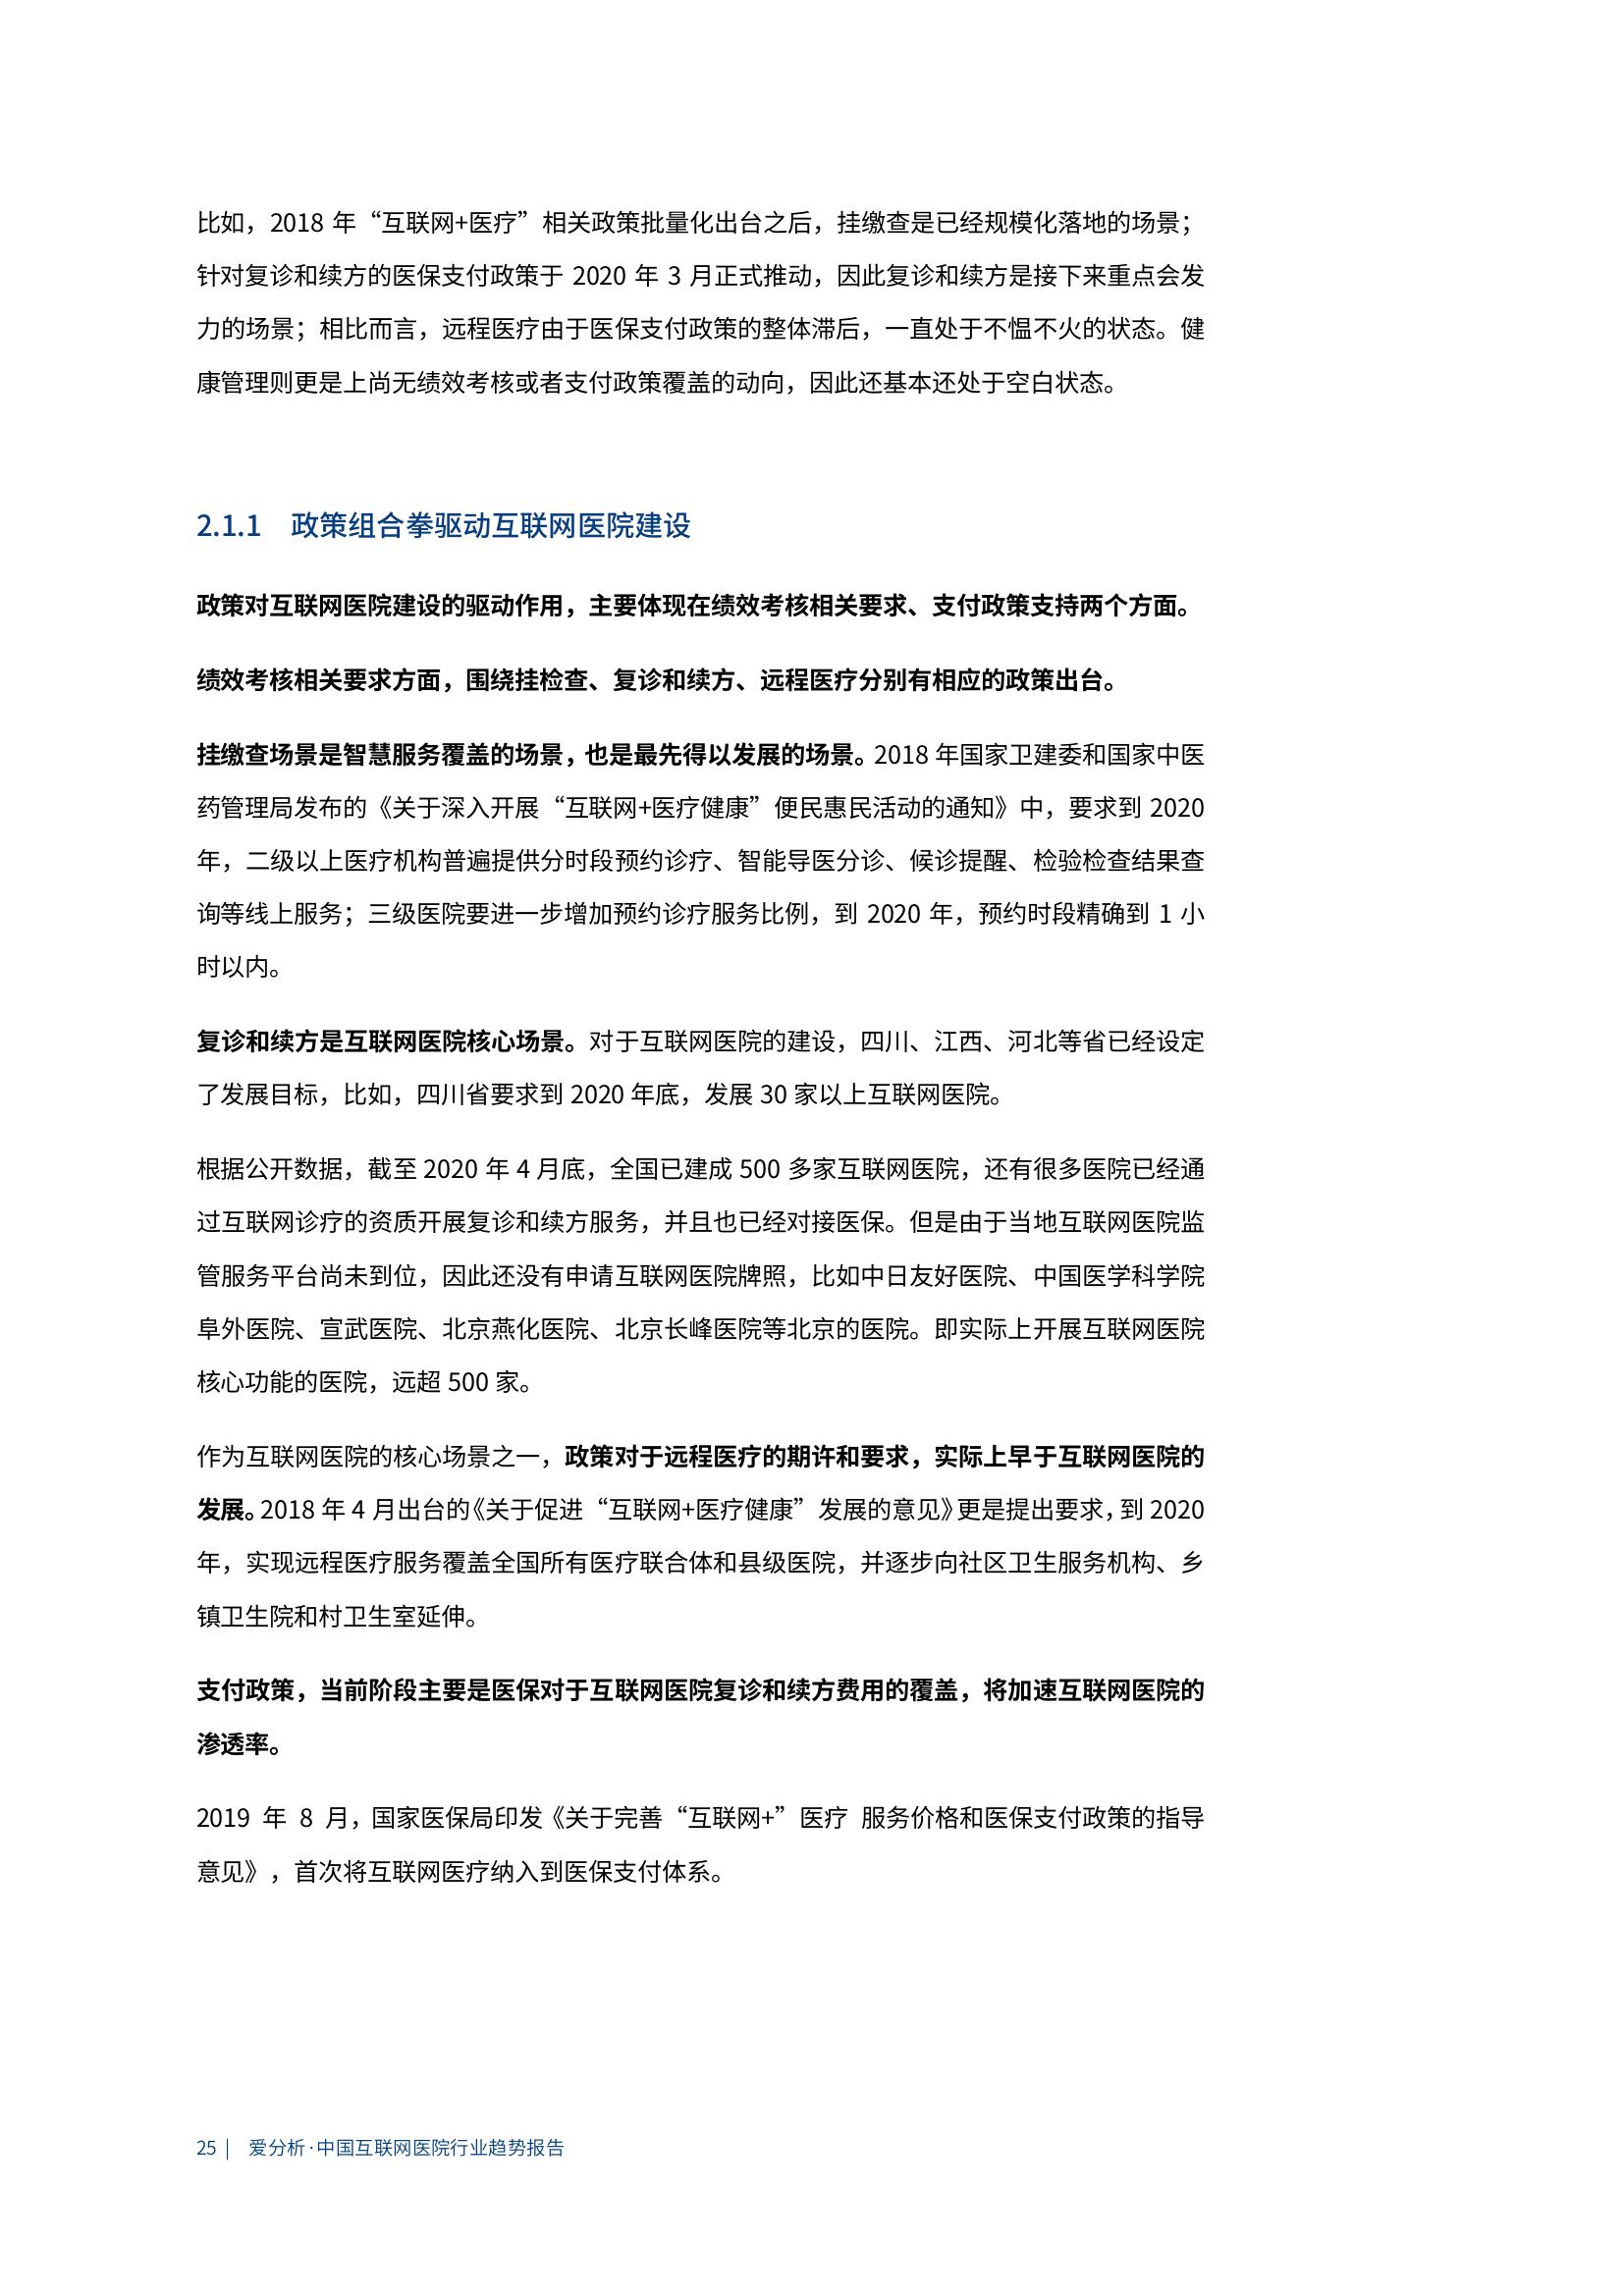 比如，2018 年“互联网+医疗”相关政策批量化出台之后，挂缴查是已经规模化落地的场景；
针对复诊和续方的医保支付政策于 2020 年 3 月正式推动，因此复诊和续方是接下来重点会发
力的场景；相比而言，远程医疗由于医保支付政策的整体滞后，一直处于不愠不火的状态。健
康管理则更是上尚无绩效考核或者支付政策覆盖的动向，因此还基本还处于空白状态。
2.1.1 政策组合拳驱动互联网医院建设
政策对互联网医院建设的驱动作用，主要体现在绩效考核相关要求、支付政策支持两个方面。
绩效考核相关要求方面，围绕挂检查、复诊和续方、远程医疗分别有相应的政策出台。
挂缴查场景是智慧服务覆盖的场景，也是最先得以发展的场景。2018 年国家卫建委和国家中医
药管理局发布的《关于深入开展“互联网+医疗健康”便民惠民活动的通知》中，要求到 2020
年，二级以上医疗机构普遍提供分时段预约诊疗、智能导医分诊、候诊提醒、检验检查结果查
询等线上服务；三级医院要进一步增加预约诊疗服务比例，到 2020 年，预约时段精确到 1 小
时以内。
复诊和续方是互联网医院核心场景。对于互联网医院的建设，四川、江西、河北等省已经设定
了发展目标，比如，四川省要求到 2020 年底，发展 30 家以上互联网医院。
根据公开数据，截至 2020 年 4 月底，全国已建成 500 多家互联网医院，还有很多医院已经通
过互联网诊疗的资质开展复诊和续方服务，并且也已经对接医保。但是由于当地互联网医院监
管服务平台尚未到位，因此还没有申请互联网医院牌照，比如中日友好医院、中国医学科学院
阜外医院、宣武医院、北京燕化医院、北京长峰医院等北京的医院。即实际上开展互联网医院
核心功能的医院，远超 500 家。
作为互联网医院的核心场景之一，政策对于远程医疗的期许和要求，实际上早于互联网医院的
发展。2018 年 4 月出台的《关于促进“互联网+医疗健康”发展的意见》更是提出要求，到 2020
年，实现远程医疗服务覆盖全国所有医疗联合体和县级医院，并逐步向社区卫生服务机构、乡
镇卫生院和村卫生室延伸。
支付政策，当前阶段主要是医保对于互联网医院复诊和续方费用的覆盖，将加速互联网医院的
渗透率。
2019 年 8 月，国家医保局印发《关于完善“互联网+”医疗 服务价格和医保支付政策的指导
意见》，首次将互联网医疗纳入到医保支付体系。
25 | 爱分析·中国互联网医院行业趋势报告